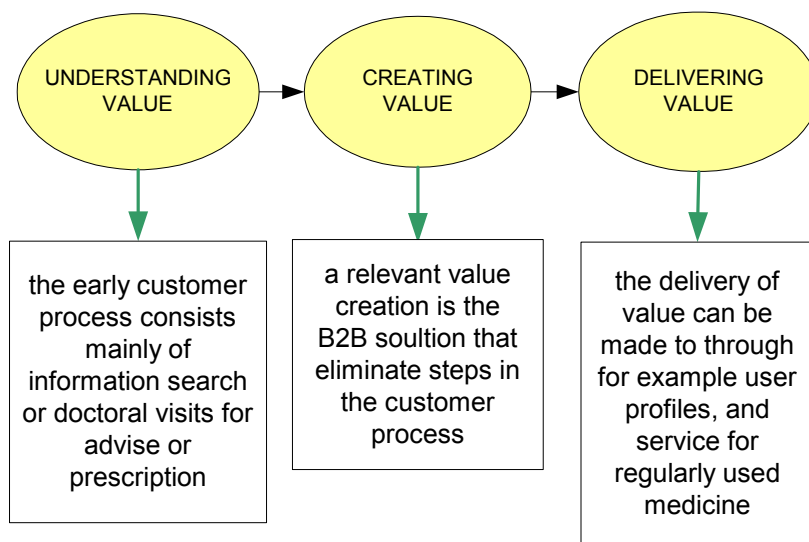 UNDERSTANDING
VALUE
CREATING
VALUE
DELIVERING
VALUE
the early customer
process consists
mainly of
information search
or doctoral visits for
advise or
prescription
a relevant value
creation is the
B2B soultion that
eliminate steps in
the customer
process
the delivery of
value can be
made to through
for example user
profiles, and
service for
regularly used
medicine